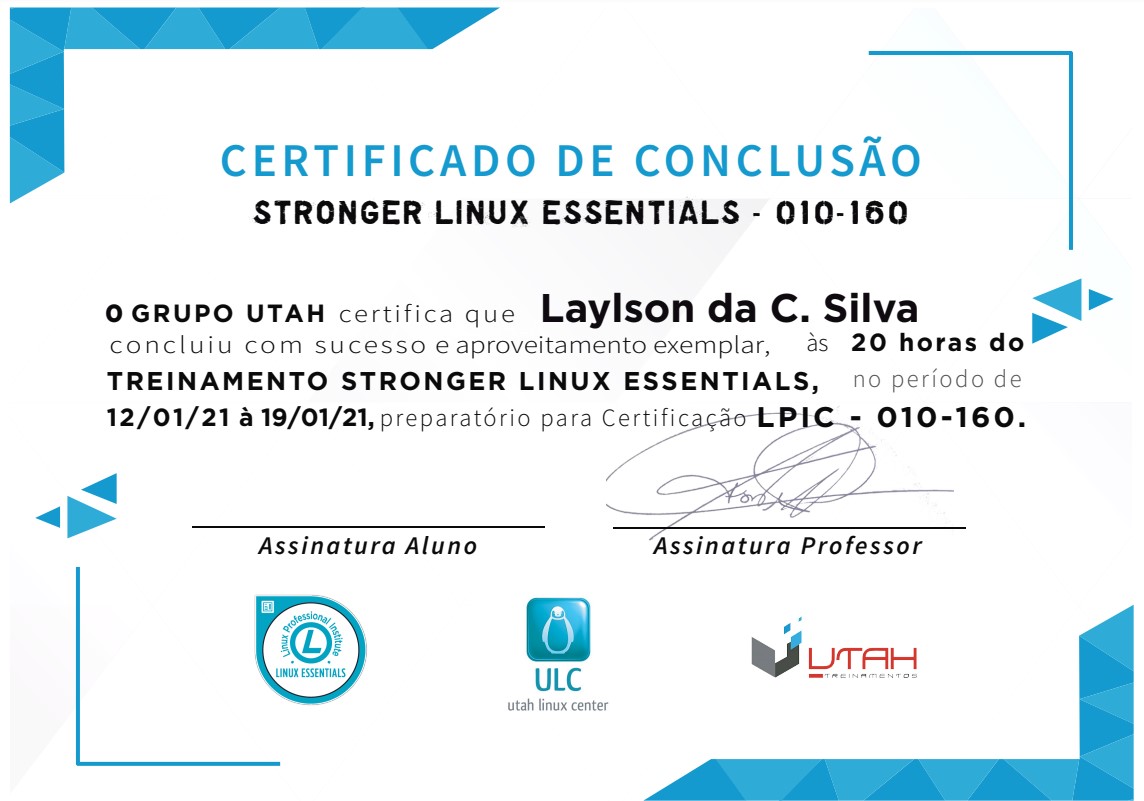 CERTIFICADO DE CONCLUSÃO
STRONGER LINUX ESSENTIALS - 010-160
O GRUPO UTAH certifica que Laylson da C. Silva
concluiu com sucesso e aproveitamento exemplar, às 20 horas do
TREINAMENTO STRONGER LINUX ESSENTIALS, no período de
12/01/21 à 19/01/21, preparatório para Certificação LPIC - 010-160.
Assinatura Aluno
Assinatura Professor
Linux Professional Institute
L
LINUX ESSENTIALS
ULC
utah linux center
UTAH
TREINAMENTOS